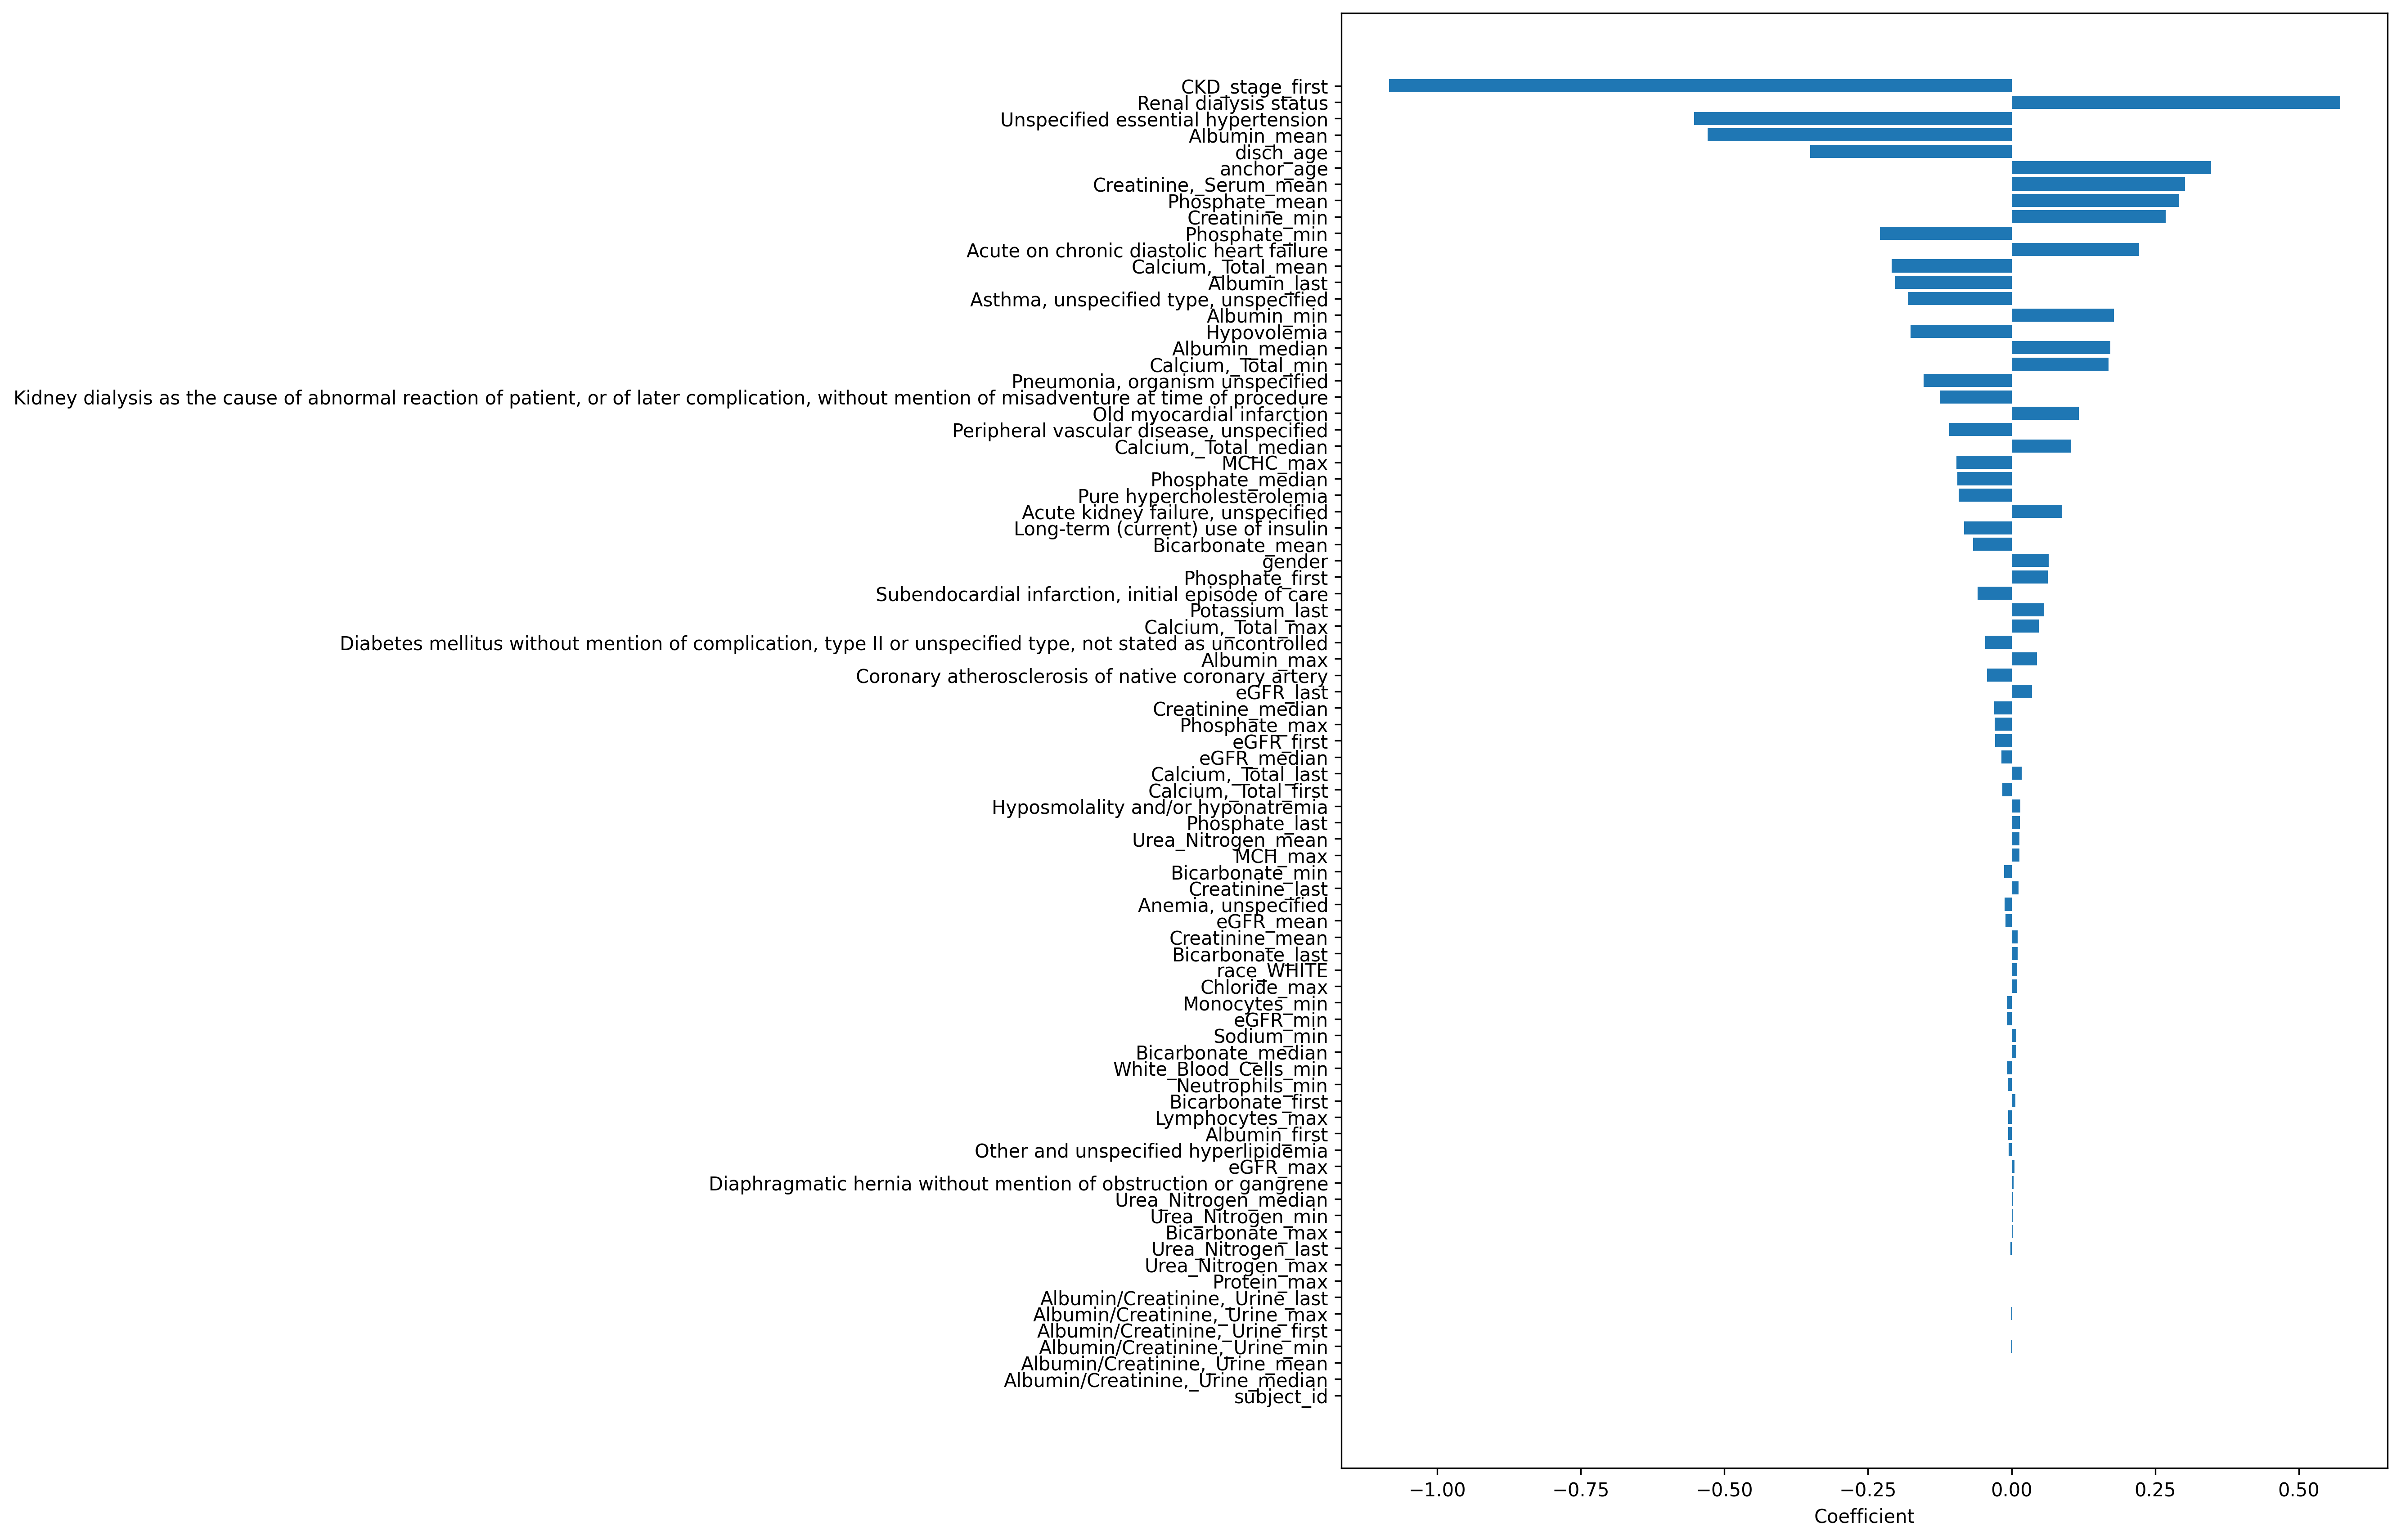 CKD_stage_first
Renal dialysis status
Unspecified essential hypertension
Albumin_mean
disch_age
anchor_age
Creatinine,_Serum_mean
Phosphate_mean
Creatinine_min
Phosphate_min
Acute on chronic diastolic heart failure
Calcium,_Total_mean
Albumin_last
Asthma, unspecified type, unspecified
Albumin_min
Hypovolemia
Albumin_median
Calcium,_Total_min
Pneumonia, organism unspecified
Kidney dialysis as the cause of abnormal reaction of patient, or of later complication, without mention of misadventure at time of procedure
Old myocardial infarction
Peripheral vascular disease, unspecified
Calcium,_Total_median
MCHC_max
Phosphate_median
Pure hypercholesterolemia
Acute kidney failure, unspecified
Long-term (current) use of insulin
Bicarbonate_mean
gender
Phosphate_first
Subendocardial infarction, initial episode of care
Potassium_last
Calcium,_Total_max
Diabetes mellitus without mention of complication, type II or unspecified type, not stated as uncontrolled
Albumin_max
Coronary atherosclerosis of native coronary artery
eGFR_last
Creatinine_median
Phosphate_max
eGFR_first
eGFR_median
Calcium,_Total_last
Calcium,_Total_first
Hyposmolality and/or hyponatremia
Phosphate_last
Urea_Nitrogen_mean
MCH_max
Bicarbonate_min
Creatinine_last
Anemia, unspecified
eGFR_mean
Creatinine_mean
Bicarbonate_last
race_WHITE
Chloride_max
Monocytes_min
eGFR_min
Sodium_min
Bicarbonate_median
White_Blood_Cells_min
Neutrophils_min
Bicarbonate_first
Lymphocytes_max
Albumin_first
Other and unspecified hyperlipidemia
eGFR_max
Diaphragmatic hernia without mention of obstruction or gangrene
Urea_Nitrogen_median
Urea_Nitrogen_min
Bicarbonate_max
Urea_Nitrogen_last
Urea_Nitrogen_max
Protein_max
Albumin/Creatinine,_Urine_last
Albumin/Creatinine,_Urine_max
Albumin/Creatinine,_Urine_first
Albumin/Creatinine,_Urine_min
Albumin/Creatinine,_Urine_mean
Albumin/Creatinine,_Urine_median
subject_id
−1.00 −0.75 −0.50 −0.25 0.00 0.25 0.50
Coefficient